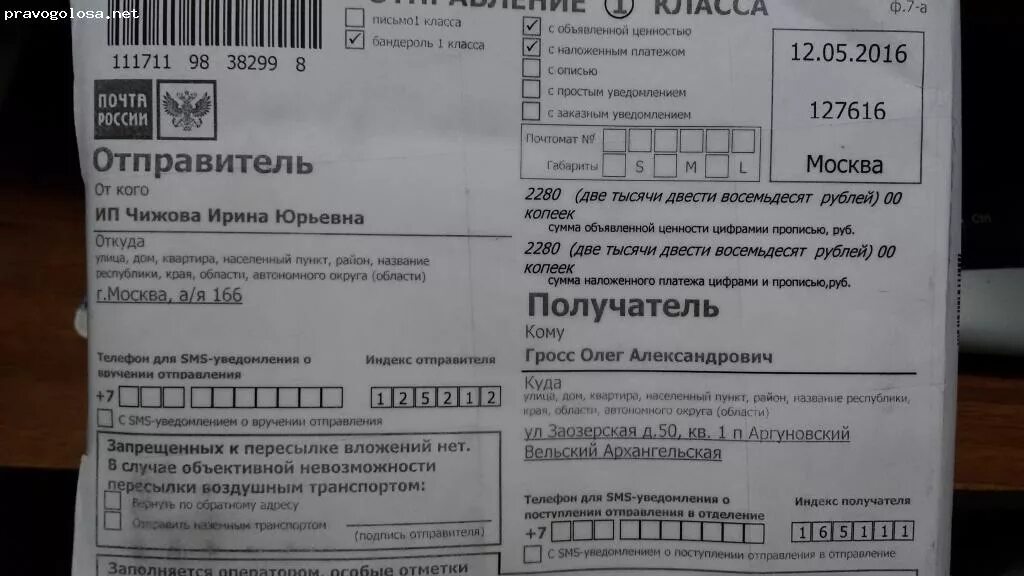 pravogolosa.net
ОТПРАВЛЕНИЕ 1 КЛАССА
ф.7-а
письмо1 класса
бандероль 1 класса
111711 98 38299 8
с объявленной ценностью
с наложенным платежом
с описью
с простым уведомлением
с заказным уведомлением
Почтомат №
Габариты S M L
12.05.2016
127616
Москва
ПОЧТА
РОССИИ
Отправитель
От кого
ИП Чижова Ирина Юрьевна
Откуда
улица, дом, квартира, населенный пункт, район, название
республики, края, области, автономного округа (области)
г.Москва, а/я 166
Телефон для SMS-уведомления о
вручении отправления
+7
Индекс отправителя
125212
С SMS-уведомлением о вручении отправления
Запрещенных к пересылке вложений нет.
В случае объективной невозможности
пересылки воздушным транспортом:
Вернуть по обратному адресу
Отправить наземным транспортом
(подпись отправителя)
Заполняется оператором, особые отметки
2280 (две тысячи двести восемьдесят рублей) 00
копеек
сумма объявленной ценности цифрамии прописью, руб.
2280 (две тысячи двести восемьдесят рублей) 00
копеек
сумма наложенного платежа цифрами и прописью,руб.
Получатель
Кому
Гросс Олег Александрович
Куда
улица, дом, квартира, населенный пункт, район, название республики,
края, области, автономного округа (области)
ул Заозерская д.50, кв. 1 п Аргуновский
Вельский Архангельская
Телефон для SMS-уведомления о
поступлении отправления в отделение
+7
Индекс получателя
165111
С SMS-уведомлением о поступлении отправления в отправление